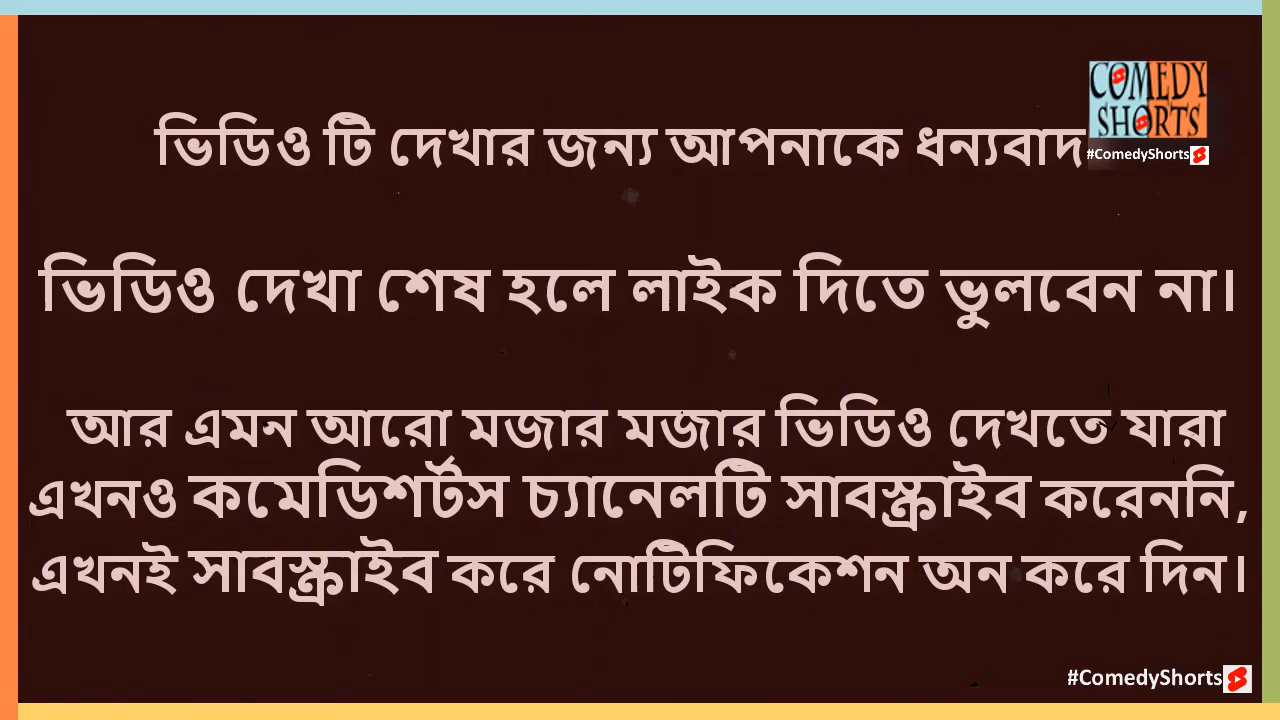 COMEDY
SHORTS
#ComedyShorts
ভিডিও টি দেখার জন্য আপনাকে ধন্যবাদ
ভিডিও দেখা শেষ হলে লাইক দিতে ভুলবেন না।
আর এমন আরো মজার মজার ভিডিও দেখতে যারা
এখনও কমেডিশর্টস চ্যানেলটি সাবস্ক্রাইব করেননি,
এখনই সাবস্ক্রাইব করে নোটিফিকেশন অন করে দিন।
#ComedyShorts